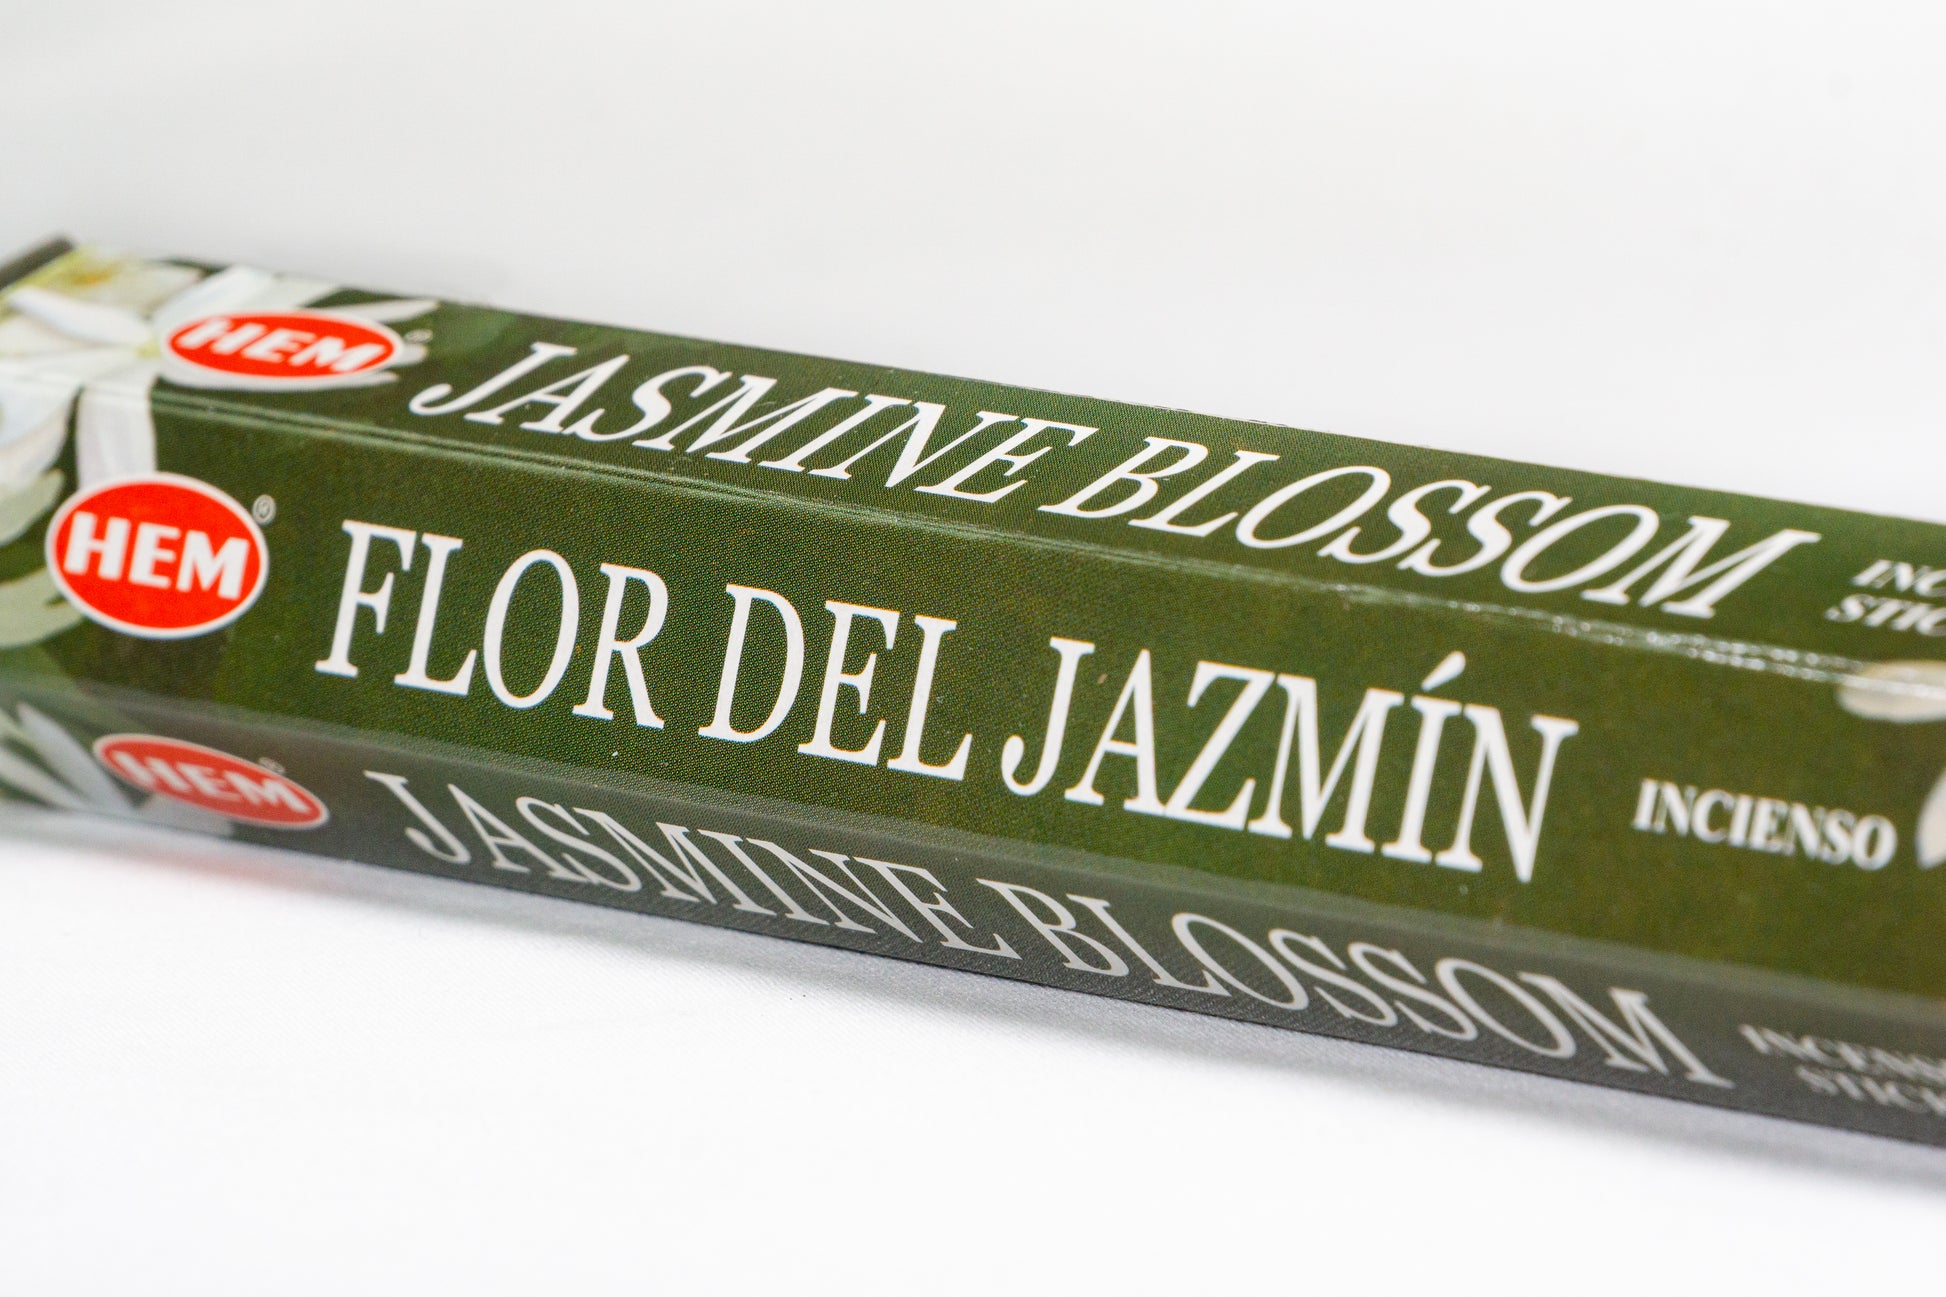 HEM
JASMINE BLOSSOM
HEM®
FLOR DEL JAZMÍN
INCIENSO
HEM
JASMINE BLOSSOM